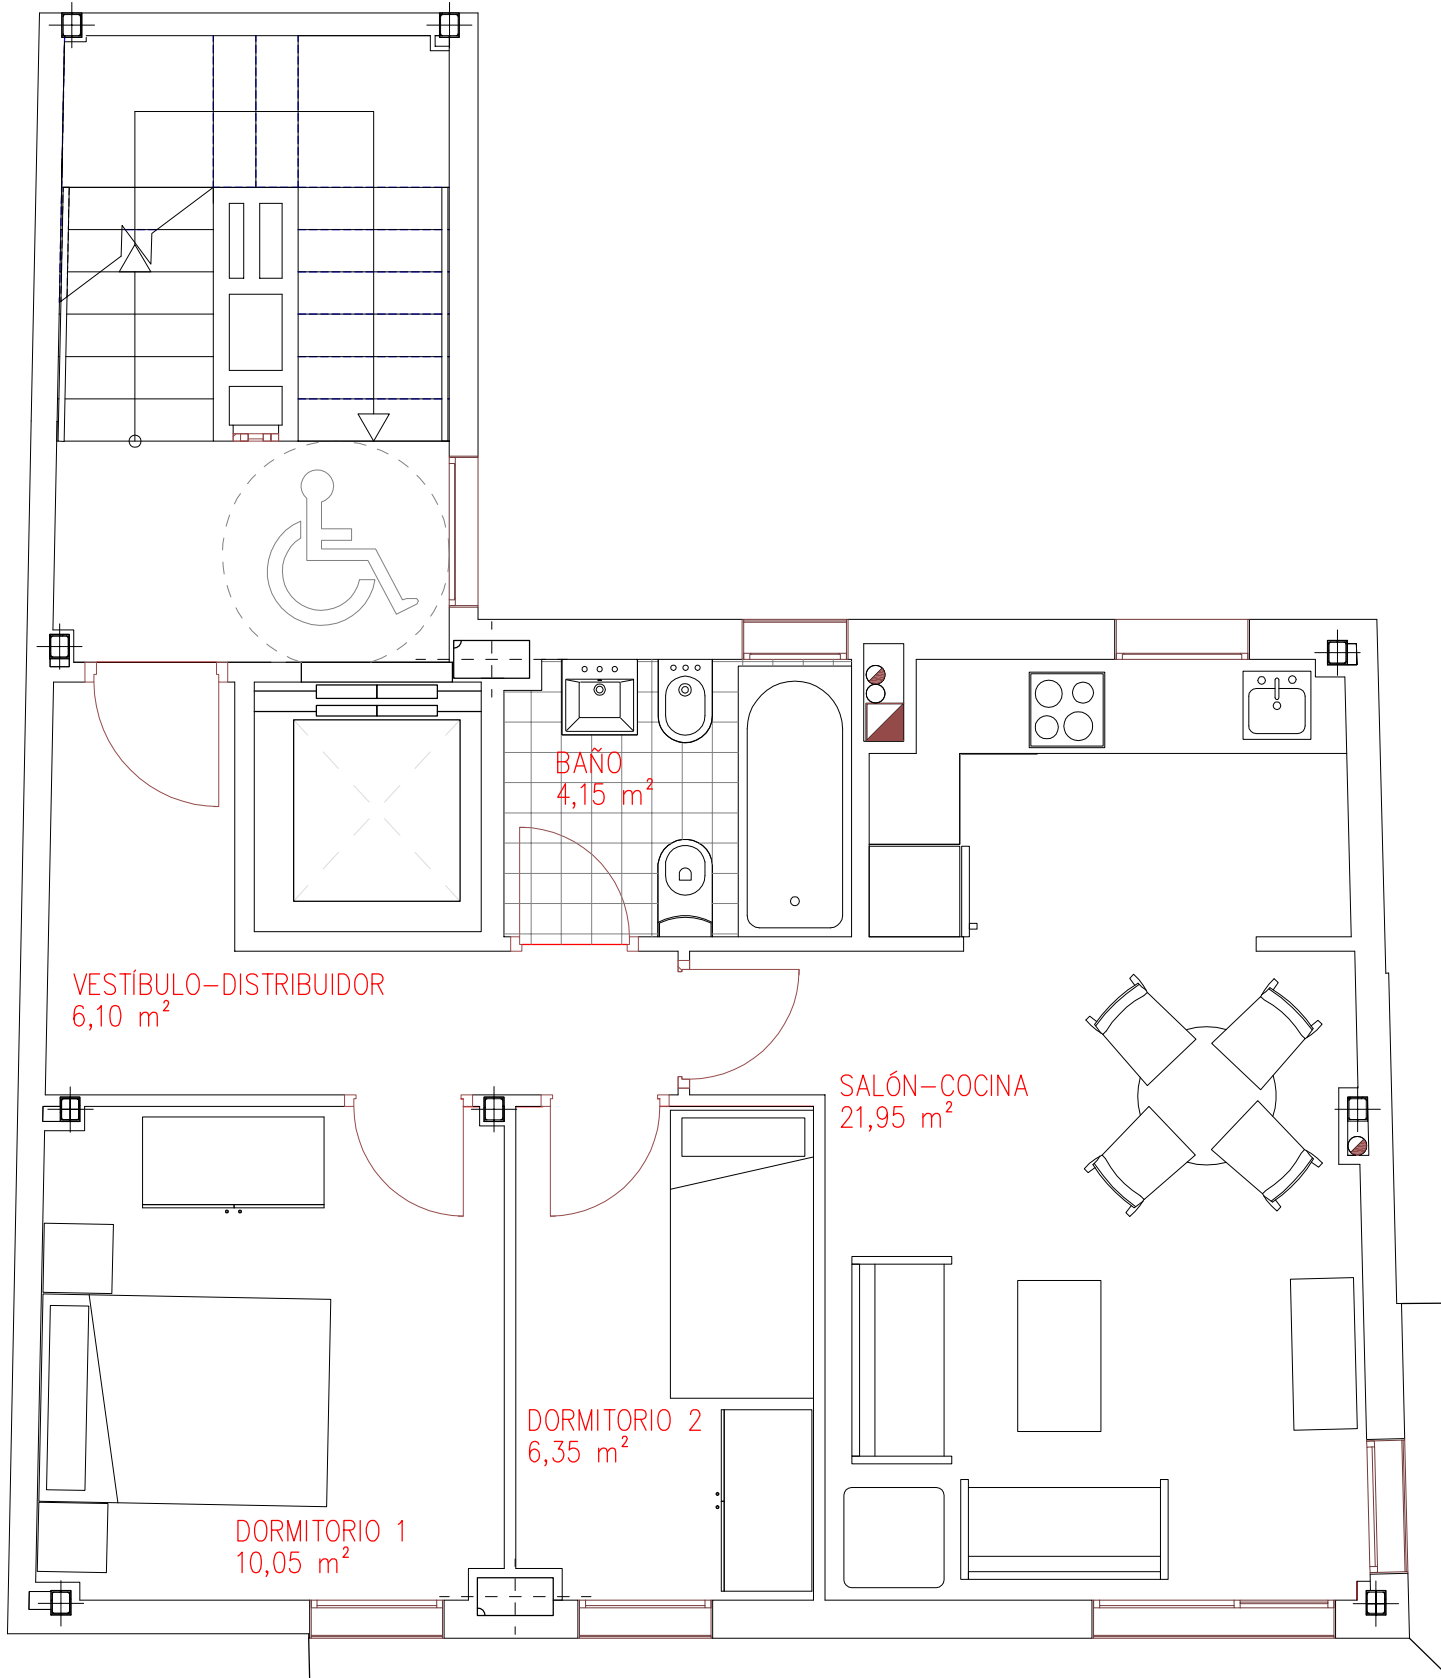 BAÑO
4,15 m²
VESTÍBULO-DISTRIBUIDOR
6,10 m²
SALÓN-COCINA
21,95 m²
DORMITORIO 2
6,35 m²
DORMITORIO 1
10,05 m²